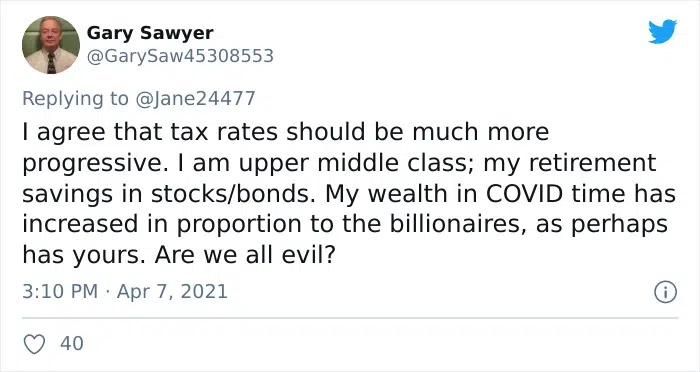 Gary Sawyer
@GarySaw45308553
Replying to @Jane24477
I agree that tax rates should be much more
progressive. I am upper middle class; my retirement
savings in stocks/bonds. My wealth in COVID time has
increased in proportion to the billionaires, as perhaps
has yours. Are we all evil?
3:10 PM · Apr 7, 2021
40